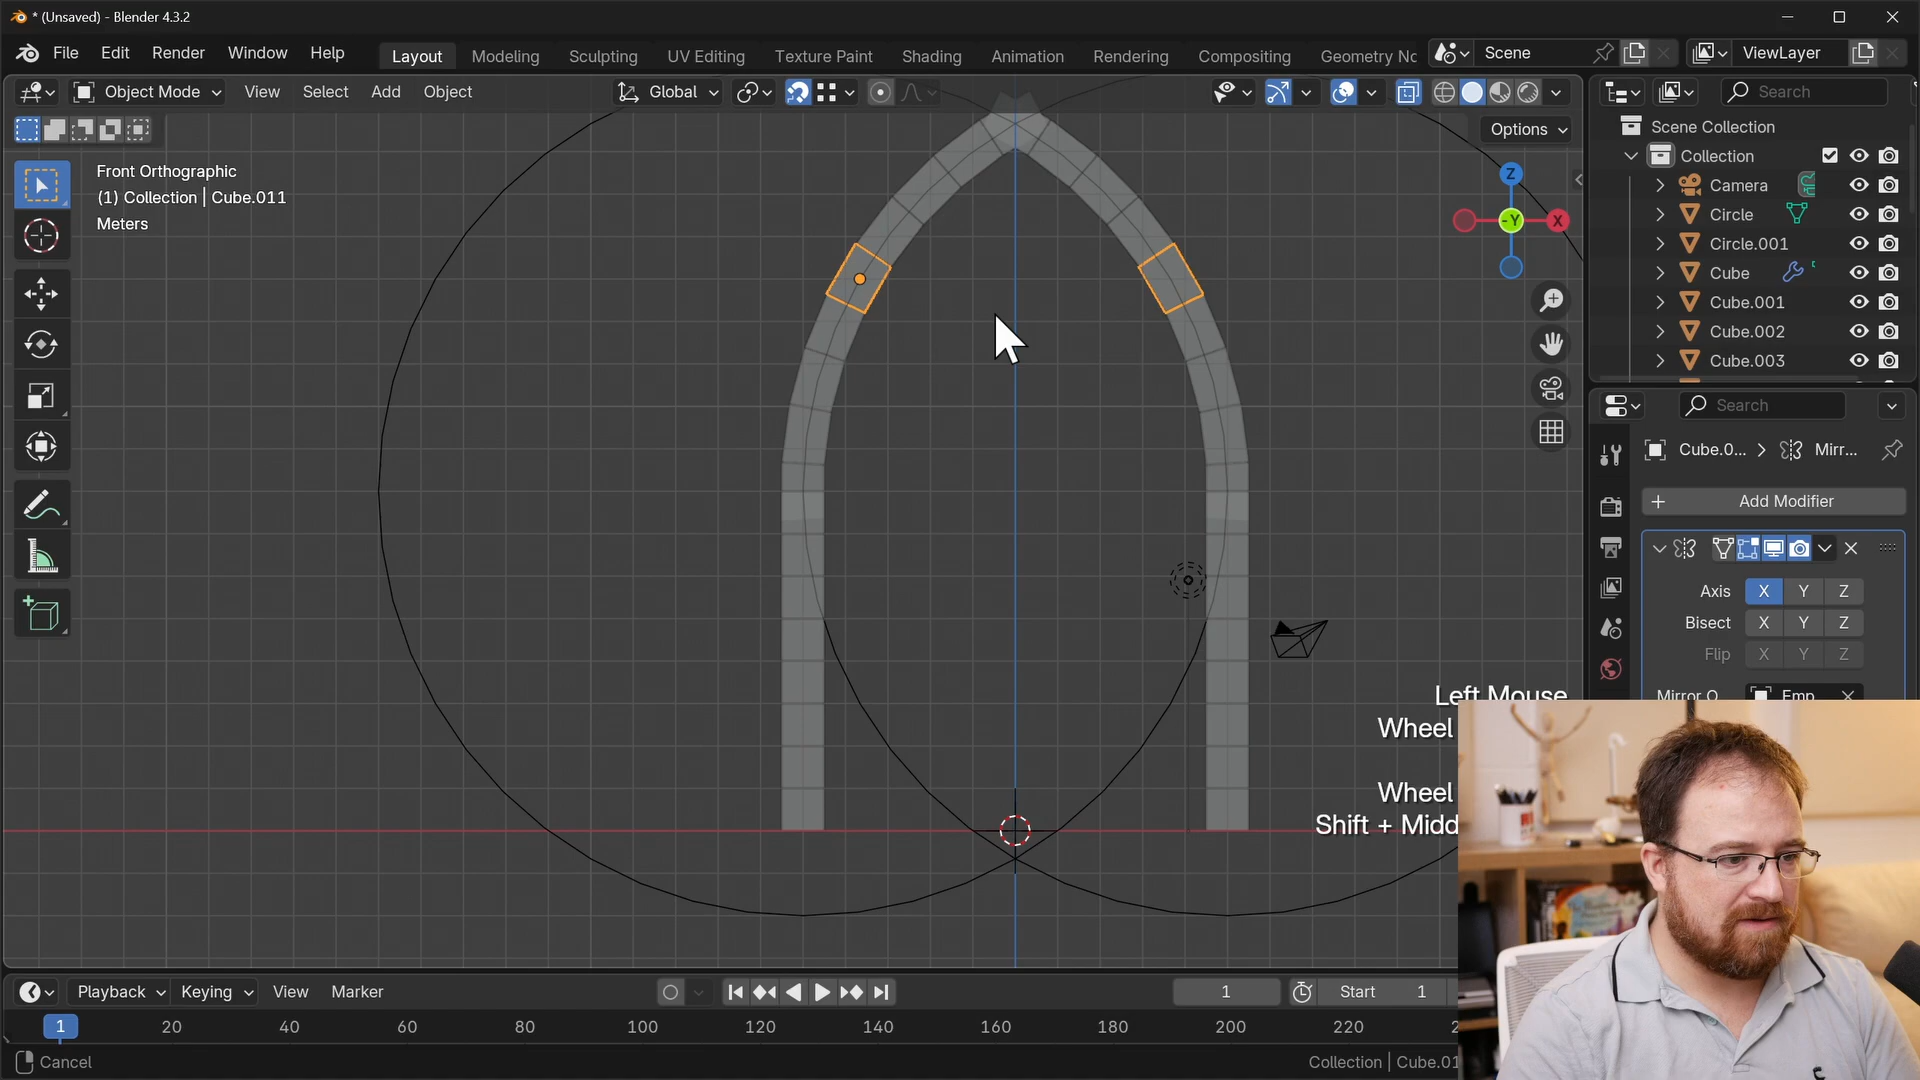 * (Unsaved) - Blender 4.3.2
File Edit Render Window Help Layout Modeling Sculpting UV Editing Texture Paint Shading Animation Rendering Compositing Geometry No Scene ViewLayer
Object Mode View Select Add Object Global Search
Options
Front Orthographic
(1) Collection | Cube.011
Meters
Z
-Y
X
Scene Collection
Collection
Camera
Circle
Circle.001
Cube
Cube.001
Cube.002
Cube.003
Search
Cube.0... Mirr...
Add Modifier
Axis X Y Z
Bisect X Y Z
Flip X Y Z
Mirror O Emp
Left Mouse
Wheel
Wheel
Shift + Midd
Playback Keying View Marker 1 Start 1
1 20 40 60 80 100 120 140 160 180 200 220
Cancel Collection | Cube.01